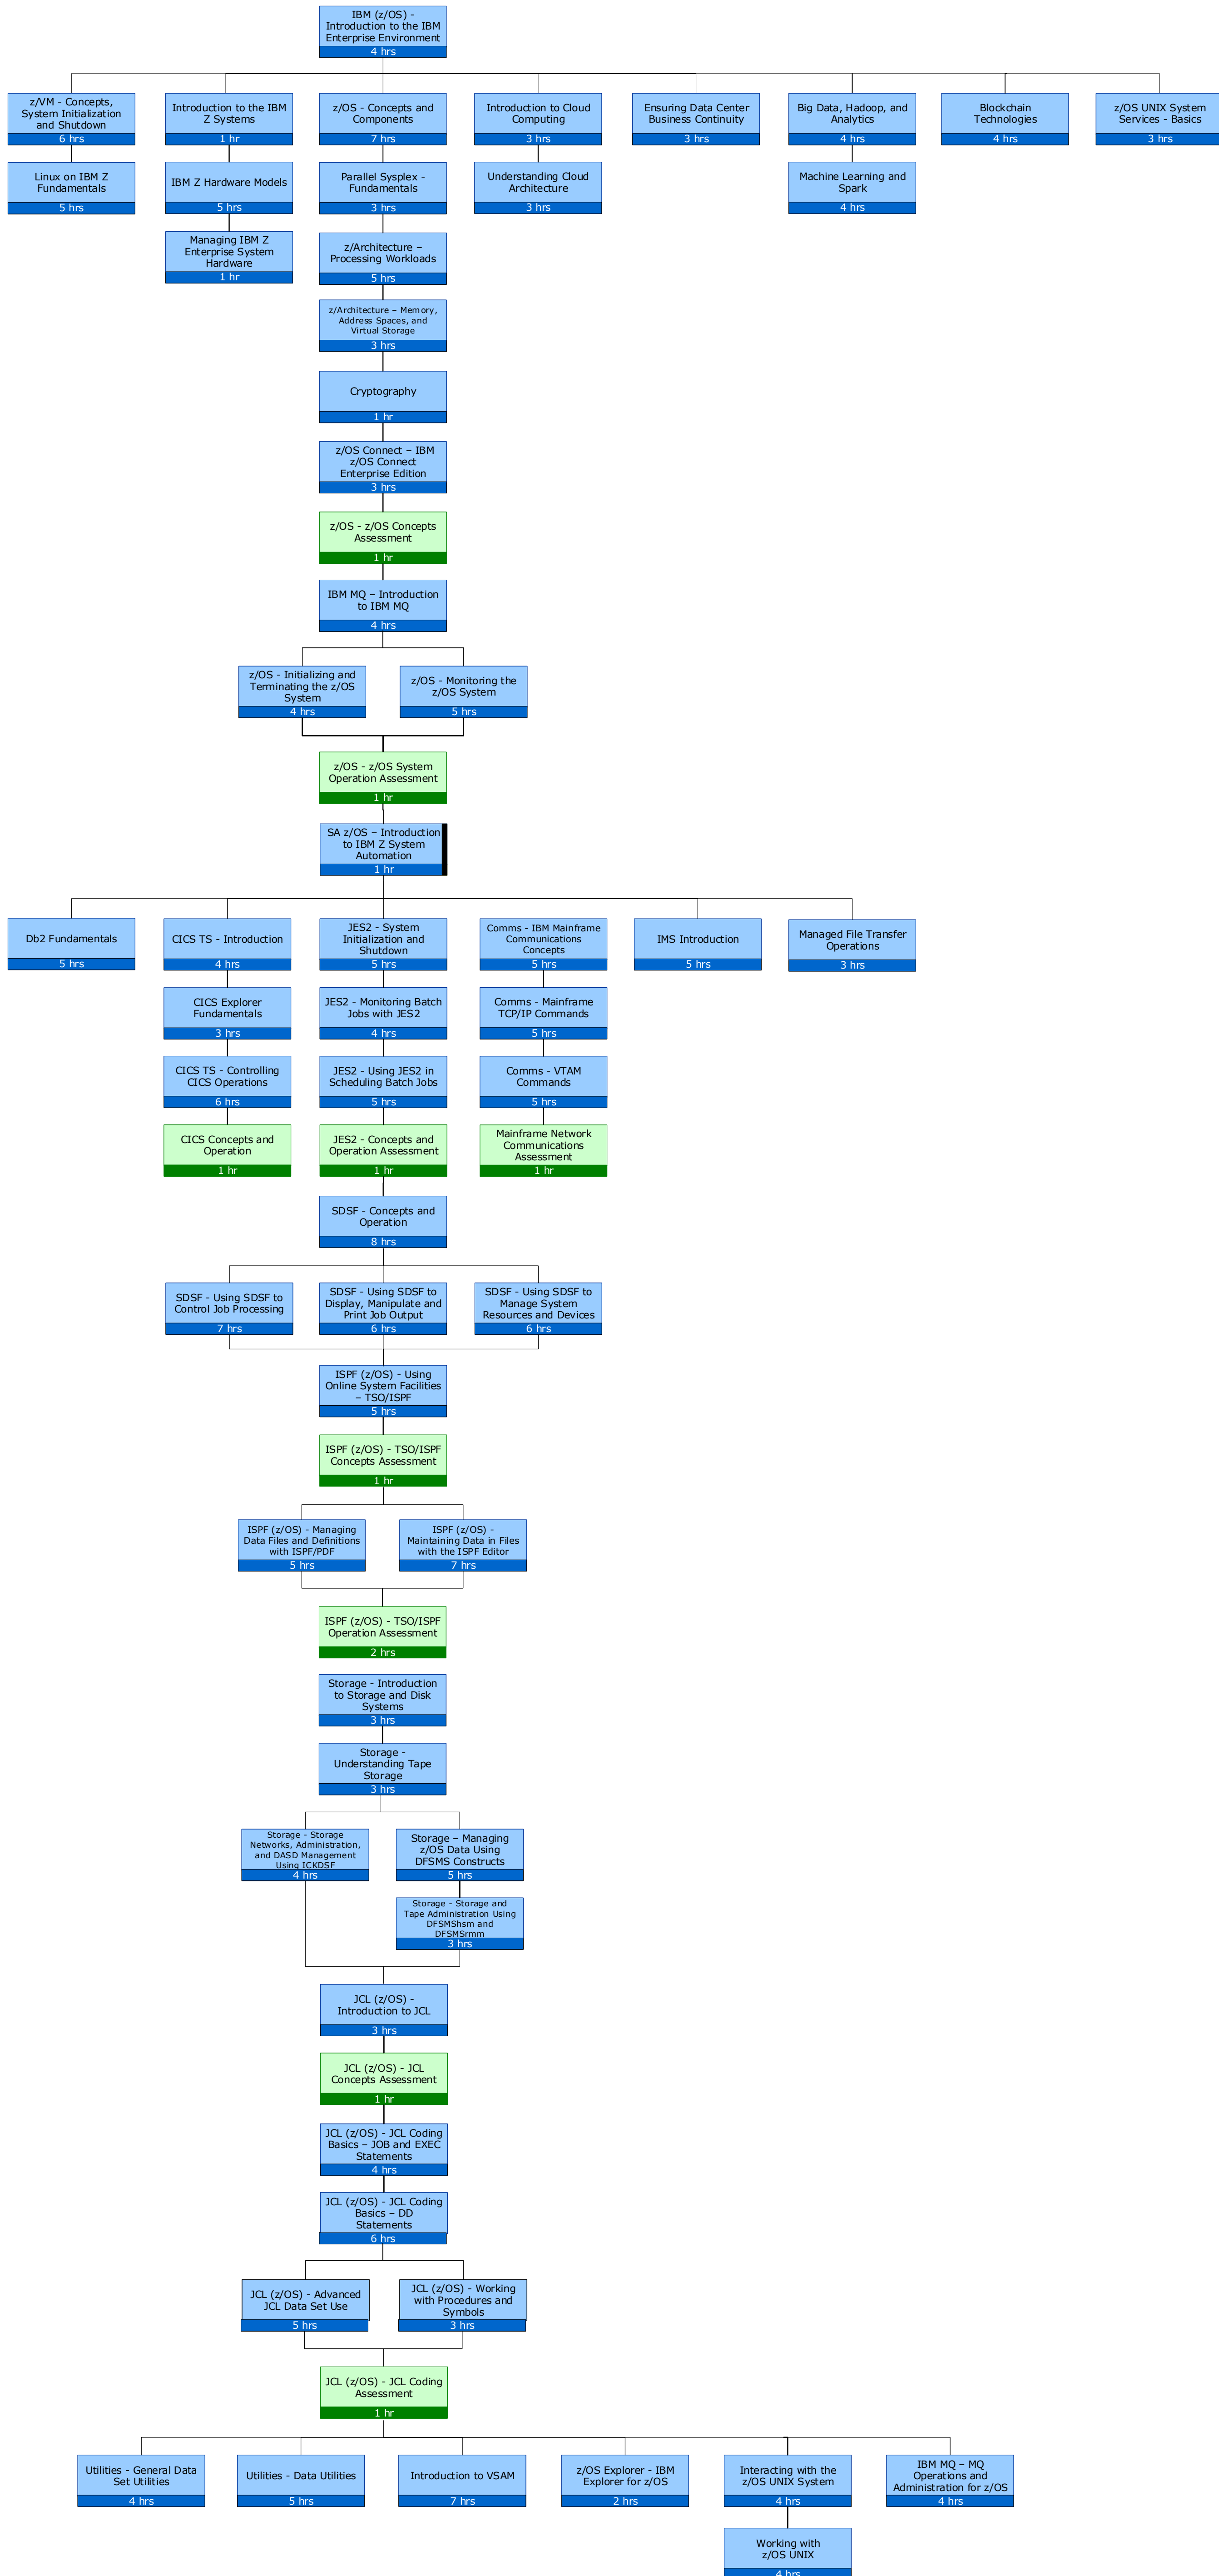 IBM (z/OS) -
Introduction to the IBM
Enterprise Environment
4 hrs
z/VM - Concepts,
System Initialization
and Shutdown
6 hrs
Introduction to the IBM
Z Systems
1 hr
z/OS - Concepts and
Components
7 hrs
Introduction to Cloud
Computing
3 hrs
Ensuring Data Center
Business Continuity
3 hrs
Big Data, Hadoop, and
Analytics
4 hrs
Blockchain
Technologies
4 hrs
z/OS UNIX System
Services - Basics
3 hrs
Linux on IBM Z
Fundamentals
5 hrs
IBM Z Hardware Models
5 hrs
Parallel Sysplex -
Fundamentals
3 hrs
Understanding Cloud
Architecture
3 hrs
Machine Learning and
Spark
4 hrs
Managing IBM Z
Enterprise System
Hardware
1 hr
z/Architecture –
Processing Workloads
5 hrs
z/Architecture – Memory,
Address Spaces, and
Virtual Storage
3 hrs
Cryptography
1 hr
z/OS Connect – IBM
z/OS Connect
Enterprise Edition
3 hrs
z/OS - z/OS Concepts
Assessment
1 hr
IBM MQ – Introduction
to IBM MQ
4 hrs
z/OS - Initializing and
Terminating the z/OS
System
4 hrs
z/OS - Monitoring the
z/OS System
5 hrs
z/OS - z/OS System
Operation Assessment
1 hr
SA z/OS – Introduction
to IBM Z System
Automation
1 hr
Db2 Fundamentals
5 hrs
CICS TS - Introduction
4 hrs
JES2 - System
Initialization and
Shutdown
5 hrs
Comms - IBM Mainframe
Communications
Concepts
5 hrs
IMS Introduction
5 hrs
Managed File Transfer
Operations
3 hrs
CICS Explorer
Fundamentals
3 hrs
JES2 - Monitoring Batch
Jobs with JES2
4 hrs
Comms - Mainframe
TCP/IP Commands
5 hrs
CICS TS - Controlling
CICS Operations
6 hrs
JES2 - Using JES2 in
Scheduling Batch Jobs
5 hrs
Comms - VTAM
Commands
5 hrs
CICS Concepts and
Operation
1 hr
JES2 - Concepts and
Operation Assessment
1 hr
Mainframe Network
Communications
Assessment
1 hr
SDSF - Concepts and
Operation
8 hrs
SDSF - Using SDSF to
Control Job Processing
7 hrs
SDSF - Using SDSF to
Display, Manipulate and
Print Job Output
6 hrs
SDSF - Using SDSF to
Manage System
Resources and Devices
6 hrs
ISPF (z/OS) - Using
Online System Facilities
– TSO/ISPF
5 hrs
ISPF (z/OS) - TSO/ISPF
Concepts Assessment
1 hr
ISPF (z/OS) - Managing
Data Files and Definitions
with ISPF/PDF
5 hrs
ISPF (z/OS) -
Maintaining Data in Files
with the ISPF Editor
7 hrs
ISPF (z/OS) - TSO/ISPF
Operation Assessment
2 hrs
Storage - Introduction
to Storage and Disk
Systems
3 hrs
Storage -
Understanding Tape
Storage
3 hrs
Storage - Storage
Networks, Administration,
and DASD Management
Using ICKDSF
4 hrs
Storage – Managing
z/OS Data Using
DFSMS Constructs
5 hrs
Storage - Storage and
Tape Administration Using
DFSMShsm and
DFSMSrmm
3 hrs
JCL (z/OS) -
Introduction to JCL
3 hrs
JCL (z/OS) - JCL
Concepts Assessment
1 hr
JCL (z/OS) - JCL Coding
Basics – JOB and EXEC
Statements
4 hrs
JCL (z/OS) - JCL Coding
Basics – DD
Statements
6 hrs
JCL (z/OS) - Advanced
JCL Data Set Use
5 hrs
JCL (z/OS) - Working
with Procedures and
Symbols
3 hrs
JCL (z/OS) - JCL Coding
Assessment
1 hr
Utilities - General Data
Set Utilities
4 hrs
Utilities - Data Utilities
5 hrs
Introduction to VSAM
7 hrs
z/OS Explorer - IBM
Explorer for z/OS
2 hrs
Interacting with the
z/OS UNIX System
4 hrs
IBM MQ – MQ
Operations and
Administration for z/OS
4 hrs
Working with
z/OS UNIX
4 hrs